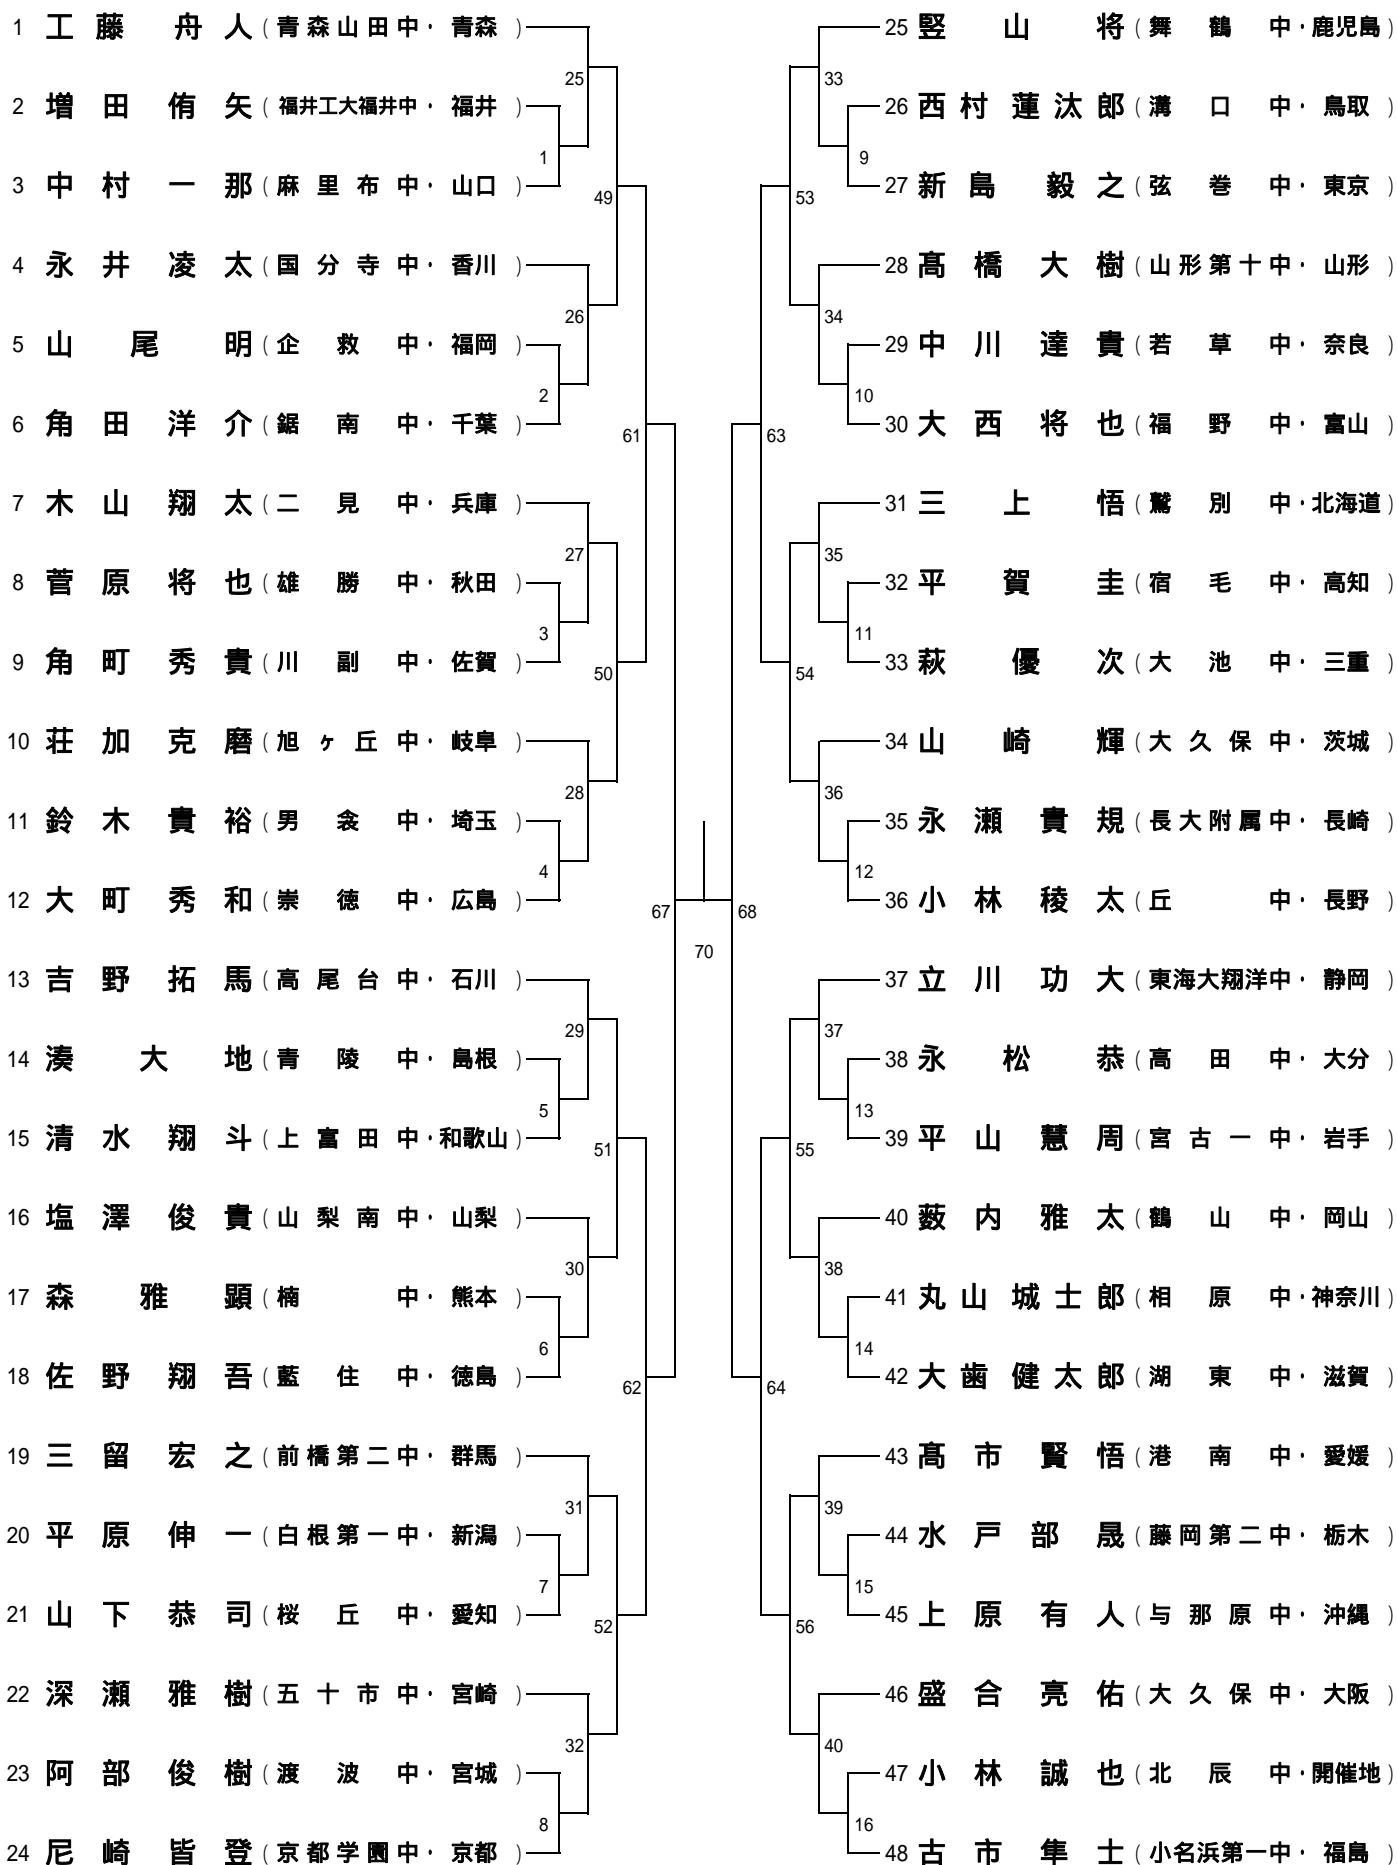 1 工藤舟人 (青森山田中・青森)
2 増田侑矢 (福井工大福井中・福井)
3 中村一那 (麻里布中・山口)
4 永井凌太 (国分寺中・香川)
5 山尾明 (企救中・福岡)
6 角田洋介 (鋸南中・千葉)
7 木山翔太 (二見中・兵庫)
8 菅原将也 (雄勝中・秋田)
9 角町秀貴 (川副中・佐賀)
10 荘加克磨 (旭ヶ丘中・岐阜)
11 鈴木貴裕 (男衾中・埼玉)
12 大町秀和 (崇徳中・広島)
13 吉野拓馬 (高尾台中・石川)
14 湊大地 (青陵中・島根)
15 清水翔斗 (上富田中・和歌山)
16 塩澤俊貴 (山梨南中・山梨)
17 森雅顕 (楠中・熊本)
18 佐野翔吾 (藍住中・徳島)
19 三留宏之 (前橋第二中・群馬)
20 平原伸一 (白根第一中・新潟)
21 山下恭司 (桜丘中・愛知)
22 深瀬雅樹 (五十市中・宮崎)
23 阿部俊樹 (渡波中・宮城)
24 尼崎皆登 (京都学園中・京都)
25
1
49
26
2
61
27
3
50
28
4
67
29
5
51
30
6
62
31
7
52
32
8
70
25 竪山将 (舞鶴中・鹿児島)
26 西村蓮汰郎 (溝口中・鳥取)
27 新島毅之 (弦巻中・東京)
28 髙橋大樹 (山形第十中・山形)
29 中川達貴 (若草中・奈良)
30 大西将也 (福野中・富山)
31 三上悟 (鷲別中・北海道)
32 平賀圭 (宿毛中・高知)
33 萩優次 (大池中・三重)
34 山崎輝 (大久保中・茨城)
35 永瀬貴規 (長大附属中・長崎)
36 小林稜太 (丘中・長野)
37 立川功大 (東海大翔洋中・静岡)
38 永松恭 (高田中・大分)
39 平山慧周 (宮古一中・岩手)
40 薮内雅太 (鶴山中・岡山)
41 丸山城士郎 (相原中・神奈川)
42 大歯健太郎 (湖東中・滋賀)
43 髙市賢悟 (港南中・愛媛)
44 水戸部晟 (藤岡第二中・栃木)
45 上原有人 (与那原中・沖縄)
46 盛合亮佑 (大久保中・大阪)
47 小林誠也 (北辰中・開催地)
48 古市隼士 (小名浜第一中・福島)
33
9
53
34
10
63
35
11
54
36
12
68
37
13
55
38
14
64
39
15
56
40
16